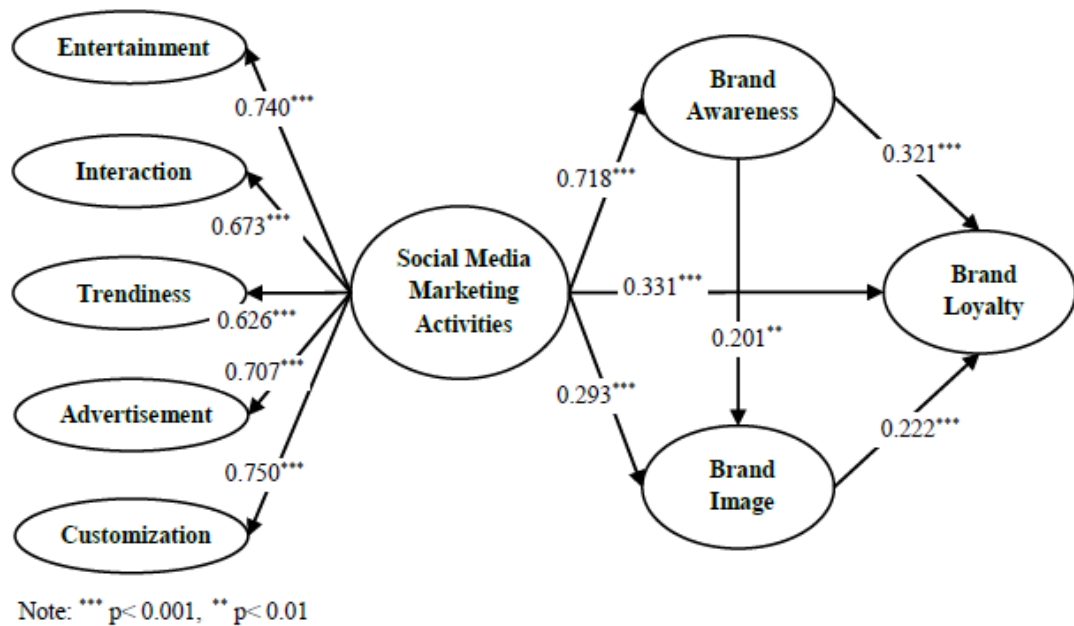 Entertainment
0.740***
Interaction
0.673***
Trendiness
0.626***
Advertisement
0.707***
Customization
0.750***
Social Media
Marketing
Activities
Brand
Awareness
0.718***
0.321***
0.331***
Brand
Loyalty
0.201**
0.293***
0.222***
Brand
Image
Note: *** p< 0.001, ** p< 0.01